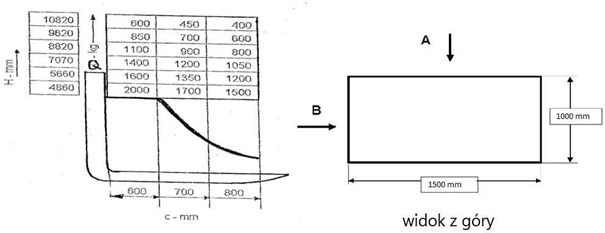 10820 600 450 400
9620 850 700 600
8820 1100 900 800
7070 1400 1200 1050
5660 1600 1350 1200
4860 2000 1700 1500
H - mm
Q - kg
600 700 800
c - mm
A
B
1000 mm
1500 mm
widok z góry